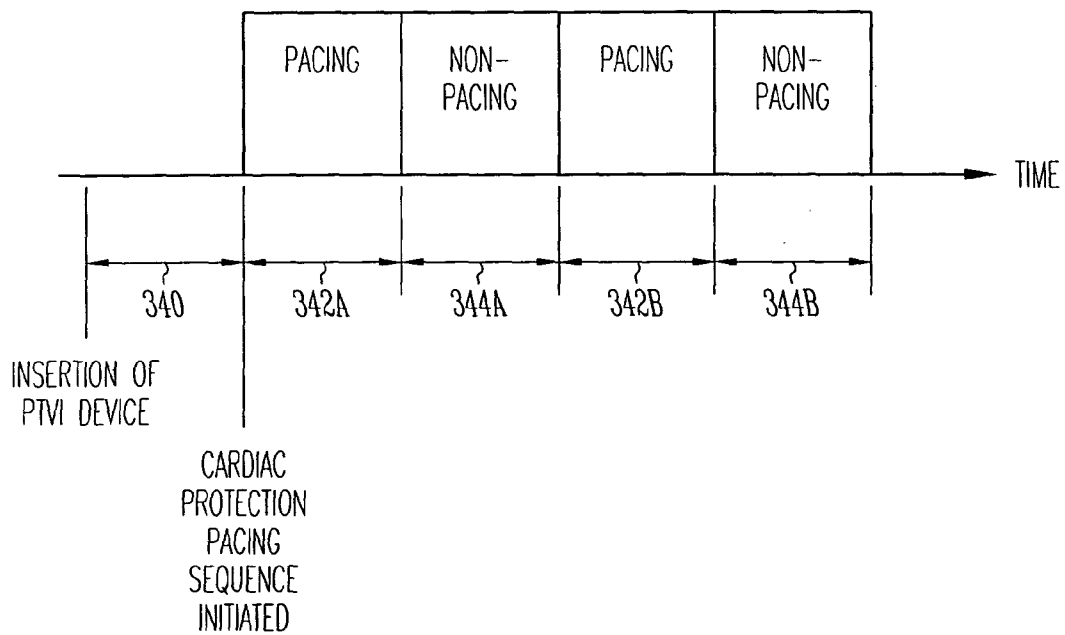 PACING
NON-
PACING
PACING
NON-
PACING
TIME
340
342A
344A
342B
344B
INSERTION OF
PTVI DEVICE
CARDIAC
PROTECTION
PACING
SEQUENCE
INITIATED